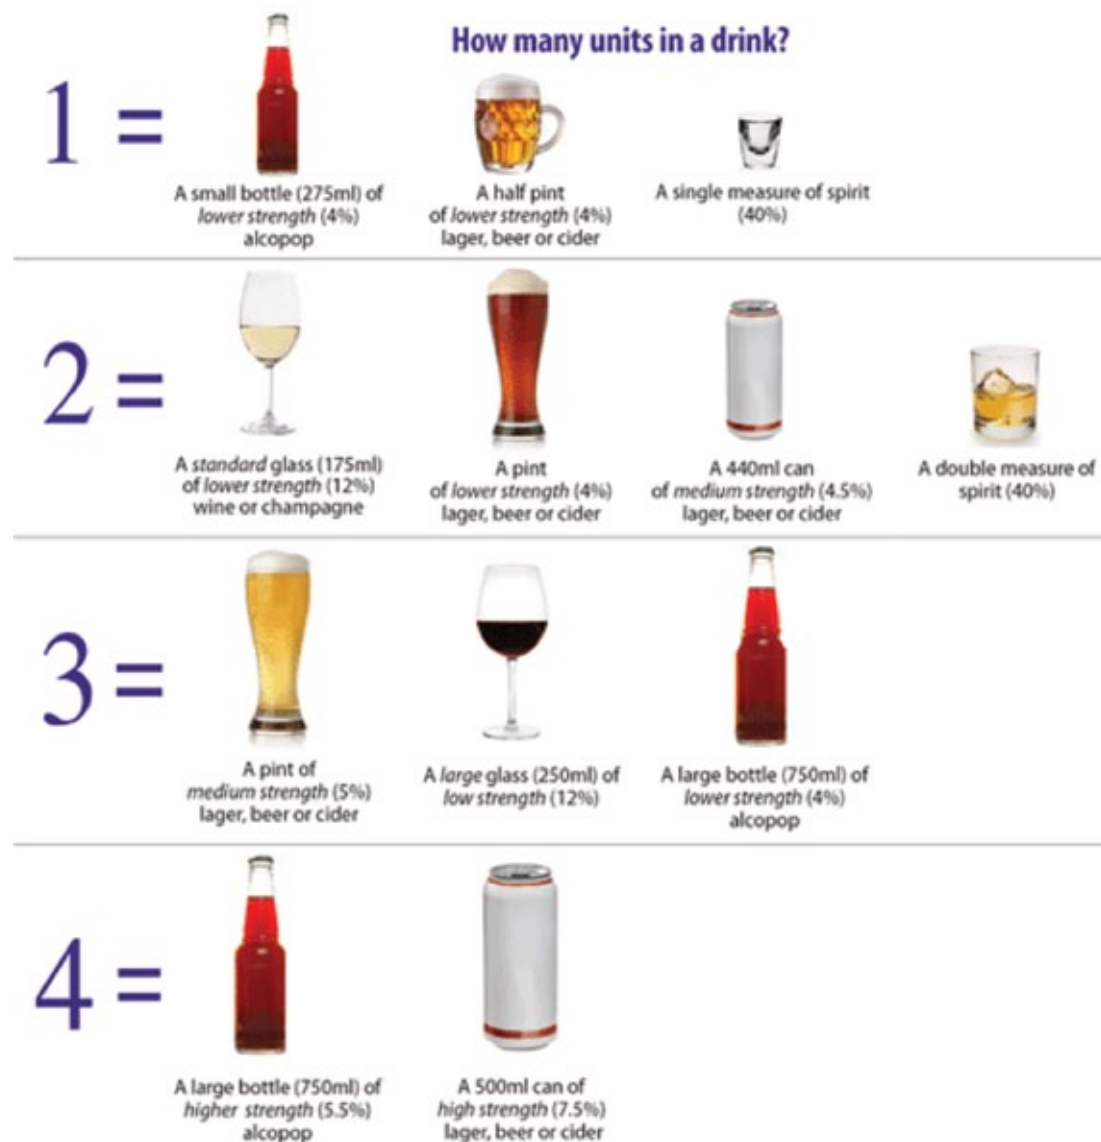 How many units in a drink?
1 =
A small bottle (275ml) of
lower strength (4%)
alcopop
A half pint
of lower strength (4%)
lager, beer or cider
A single measure of spirit
(40%)
2 =
A standard glass (175ml)
of lower strength (12%)
wine or champagne
A pint
of lower strength (4%)
lager, beer or cider
A 440ml can
of medium strength (4.5%)
lager, beer or cider
A double measure of
spirit (40%)
3 =
A pint of
medium strength (5%)
lager, beer or cider
A large glass (250ml) of
low strength (12%)
A large bottle (750ml) of
lower strength (4%)
alcopop
4 =
A large bottle (750ml) of
higher strength (5.5%)
alcopop
A 500ml can of
high strength (7.5%)
lager, beer or cider